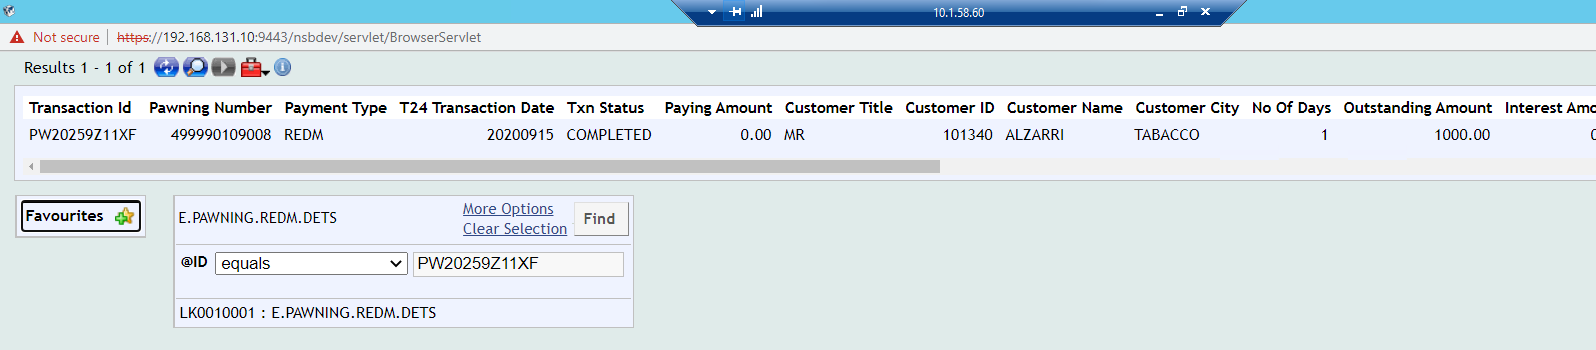 10.1.58.60
Not secure https://192.168.131.10:9443/nsbdev/servlet/BrowserServlet
Results 1 - 1 of 1
Transaction Id Pawning Number Payment Type T24 Transaction Date Txn Status Paying Amount Customer Title Customer ID Customer Name Customer City No Of Days Outstanding Amount Interest Amo
PW20259Z11XF 499990109008 REDM 20200915 COMPLETED 0.00 MR 101340 ALZARRI TABACCO 1 1000.00
Favourites
E.PAWNING.REDM.DETS
More Options
Clear Selection
Find
@ID equals PW20259Z11XF
LK0010001 : E.PAWNING.REDM.DETS